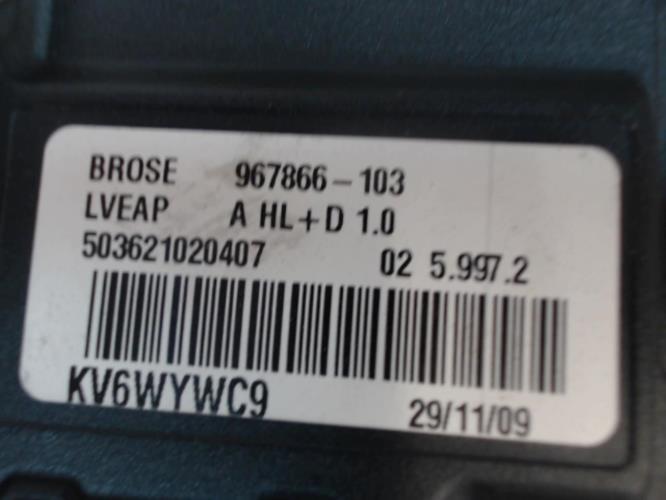 BROSE 967866-103
LVEAP A HL+D 1.0
503621020407 02 5.997.2
KV6WYWC9
29/11/09